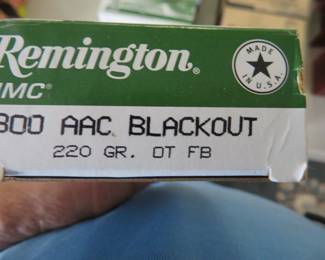 Remington®
UMC®
MADE IN U.S.A.
300 AAC BLACKOUT
220 GR. OT FB